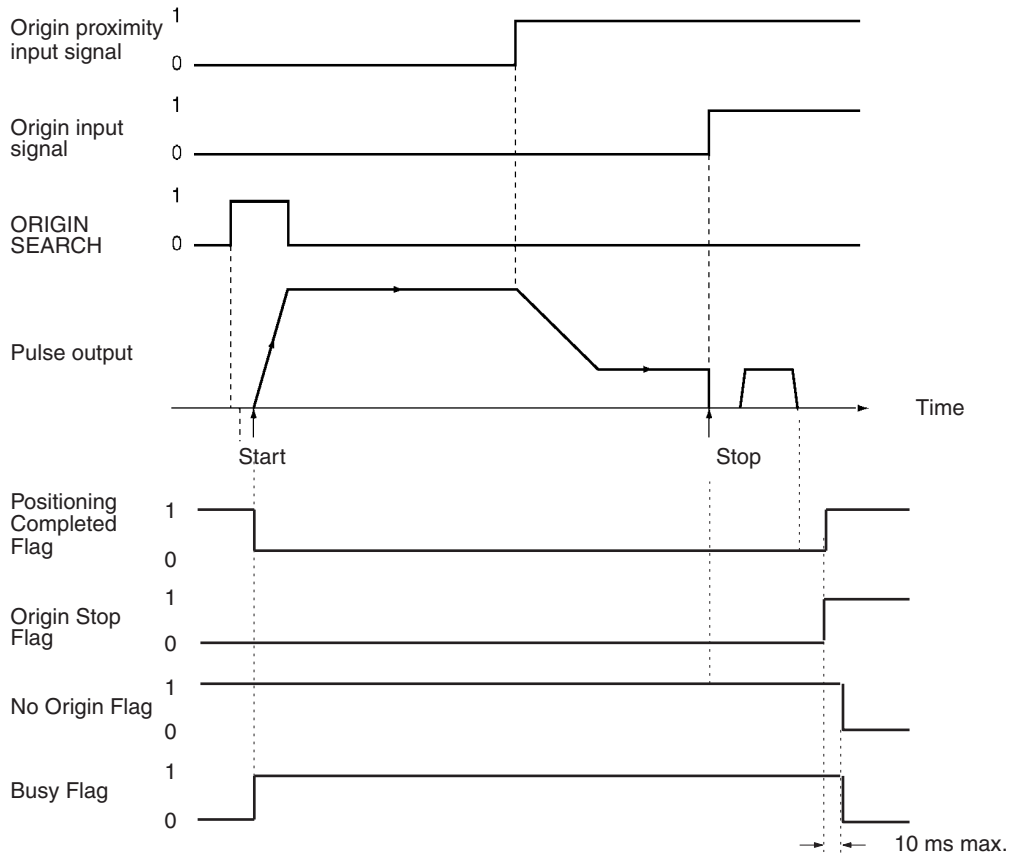 Origin proximity
input signal
1
0
Origin input
signal
1
0
ORIGIN
SEARCH
1
0
Pulse output
Time
Start
Stop
Positioning
Completed
Flag
1
0
Origin Stop
Flag
1
0
No Origin Flag
1
0
Busy Flag
1
0
10 ms max.